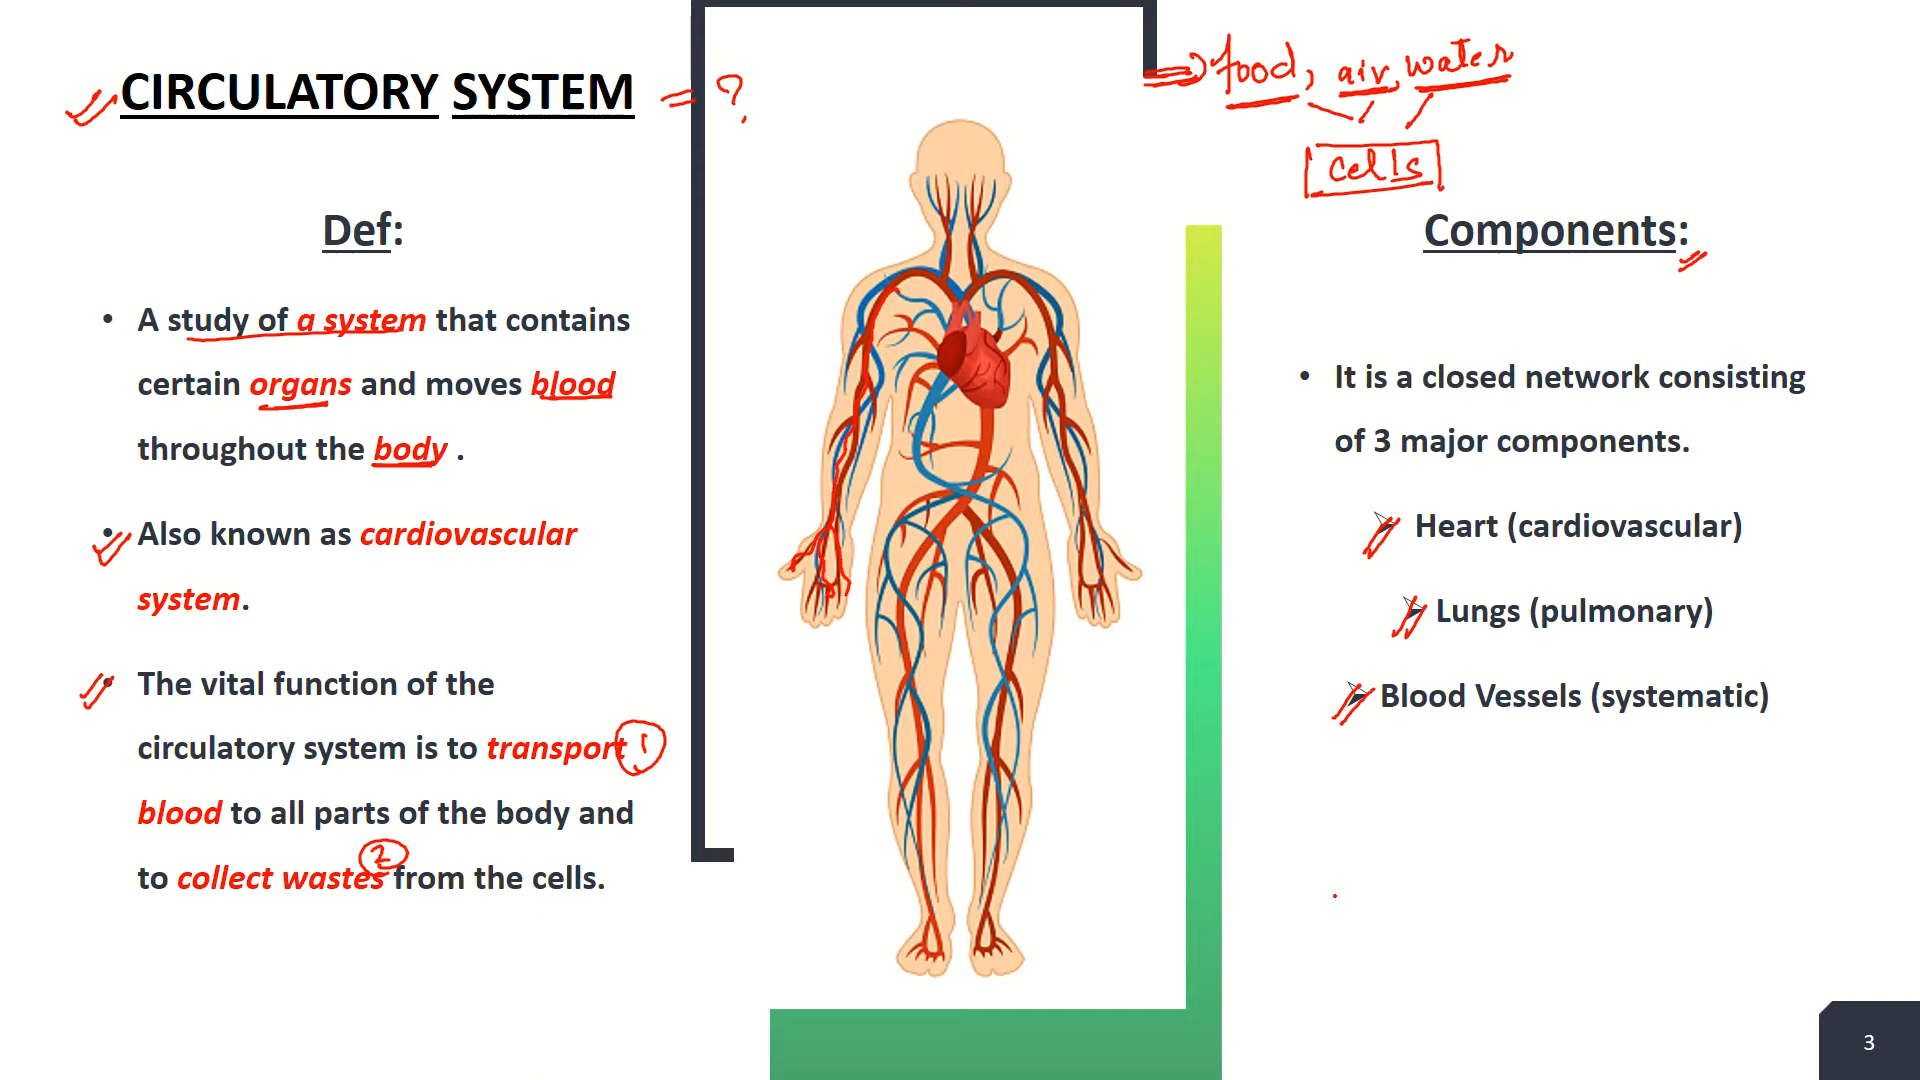 CIRCULATORY SYSTEM = ?
⇒ food, air, water
cells
Def:
• A study of a system that contains
certain organs and moves blood
throughout the body .
• Also known as cardiovascular
system.
• The vital function of the
circulatory system is to transport 1
blood to all parts of the body and
2
to collect wastes from the cells.
Components:
• It is a closed network consisting
of 3 major components.
➢ Heart (cardiovascular)
➢ Lungs (pulmonary)
➢ Blood Vessels (systematic)
3